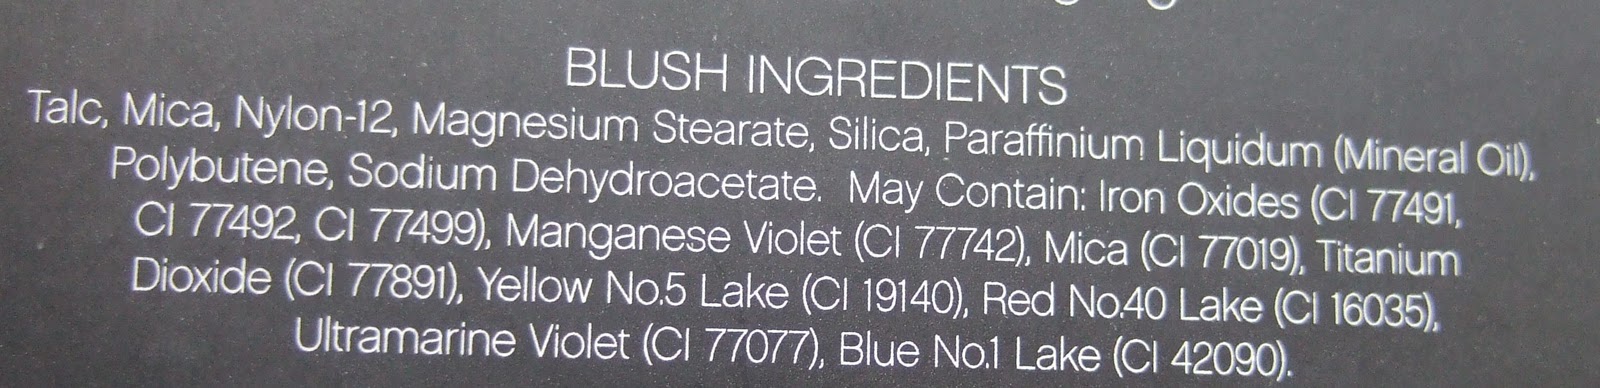 BLUSH INGREDIENTS
Talc, Mica, Nylon-12, Magnesium Stearate, Silica, Paraffinium Liquidum (Mineral Oil),
Polybutene, Sodium Dehydroacetate. May Contain: Iron Oxides (CI 77491,
CI 77492, CI 77499), Manganese Violet (CI 77742), Mica (CI 77019), Titanium
Dioxide (CI 77891), Yellow No.5 Lake (CI 19140), Red No.40 Lake (CI 16035),
Ultramarine Violet (CI 77077), Blue No.1 Lake (CI 42090).